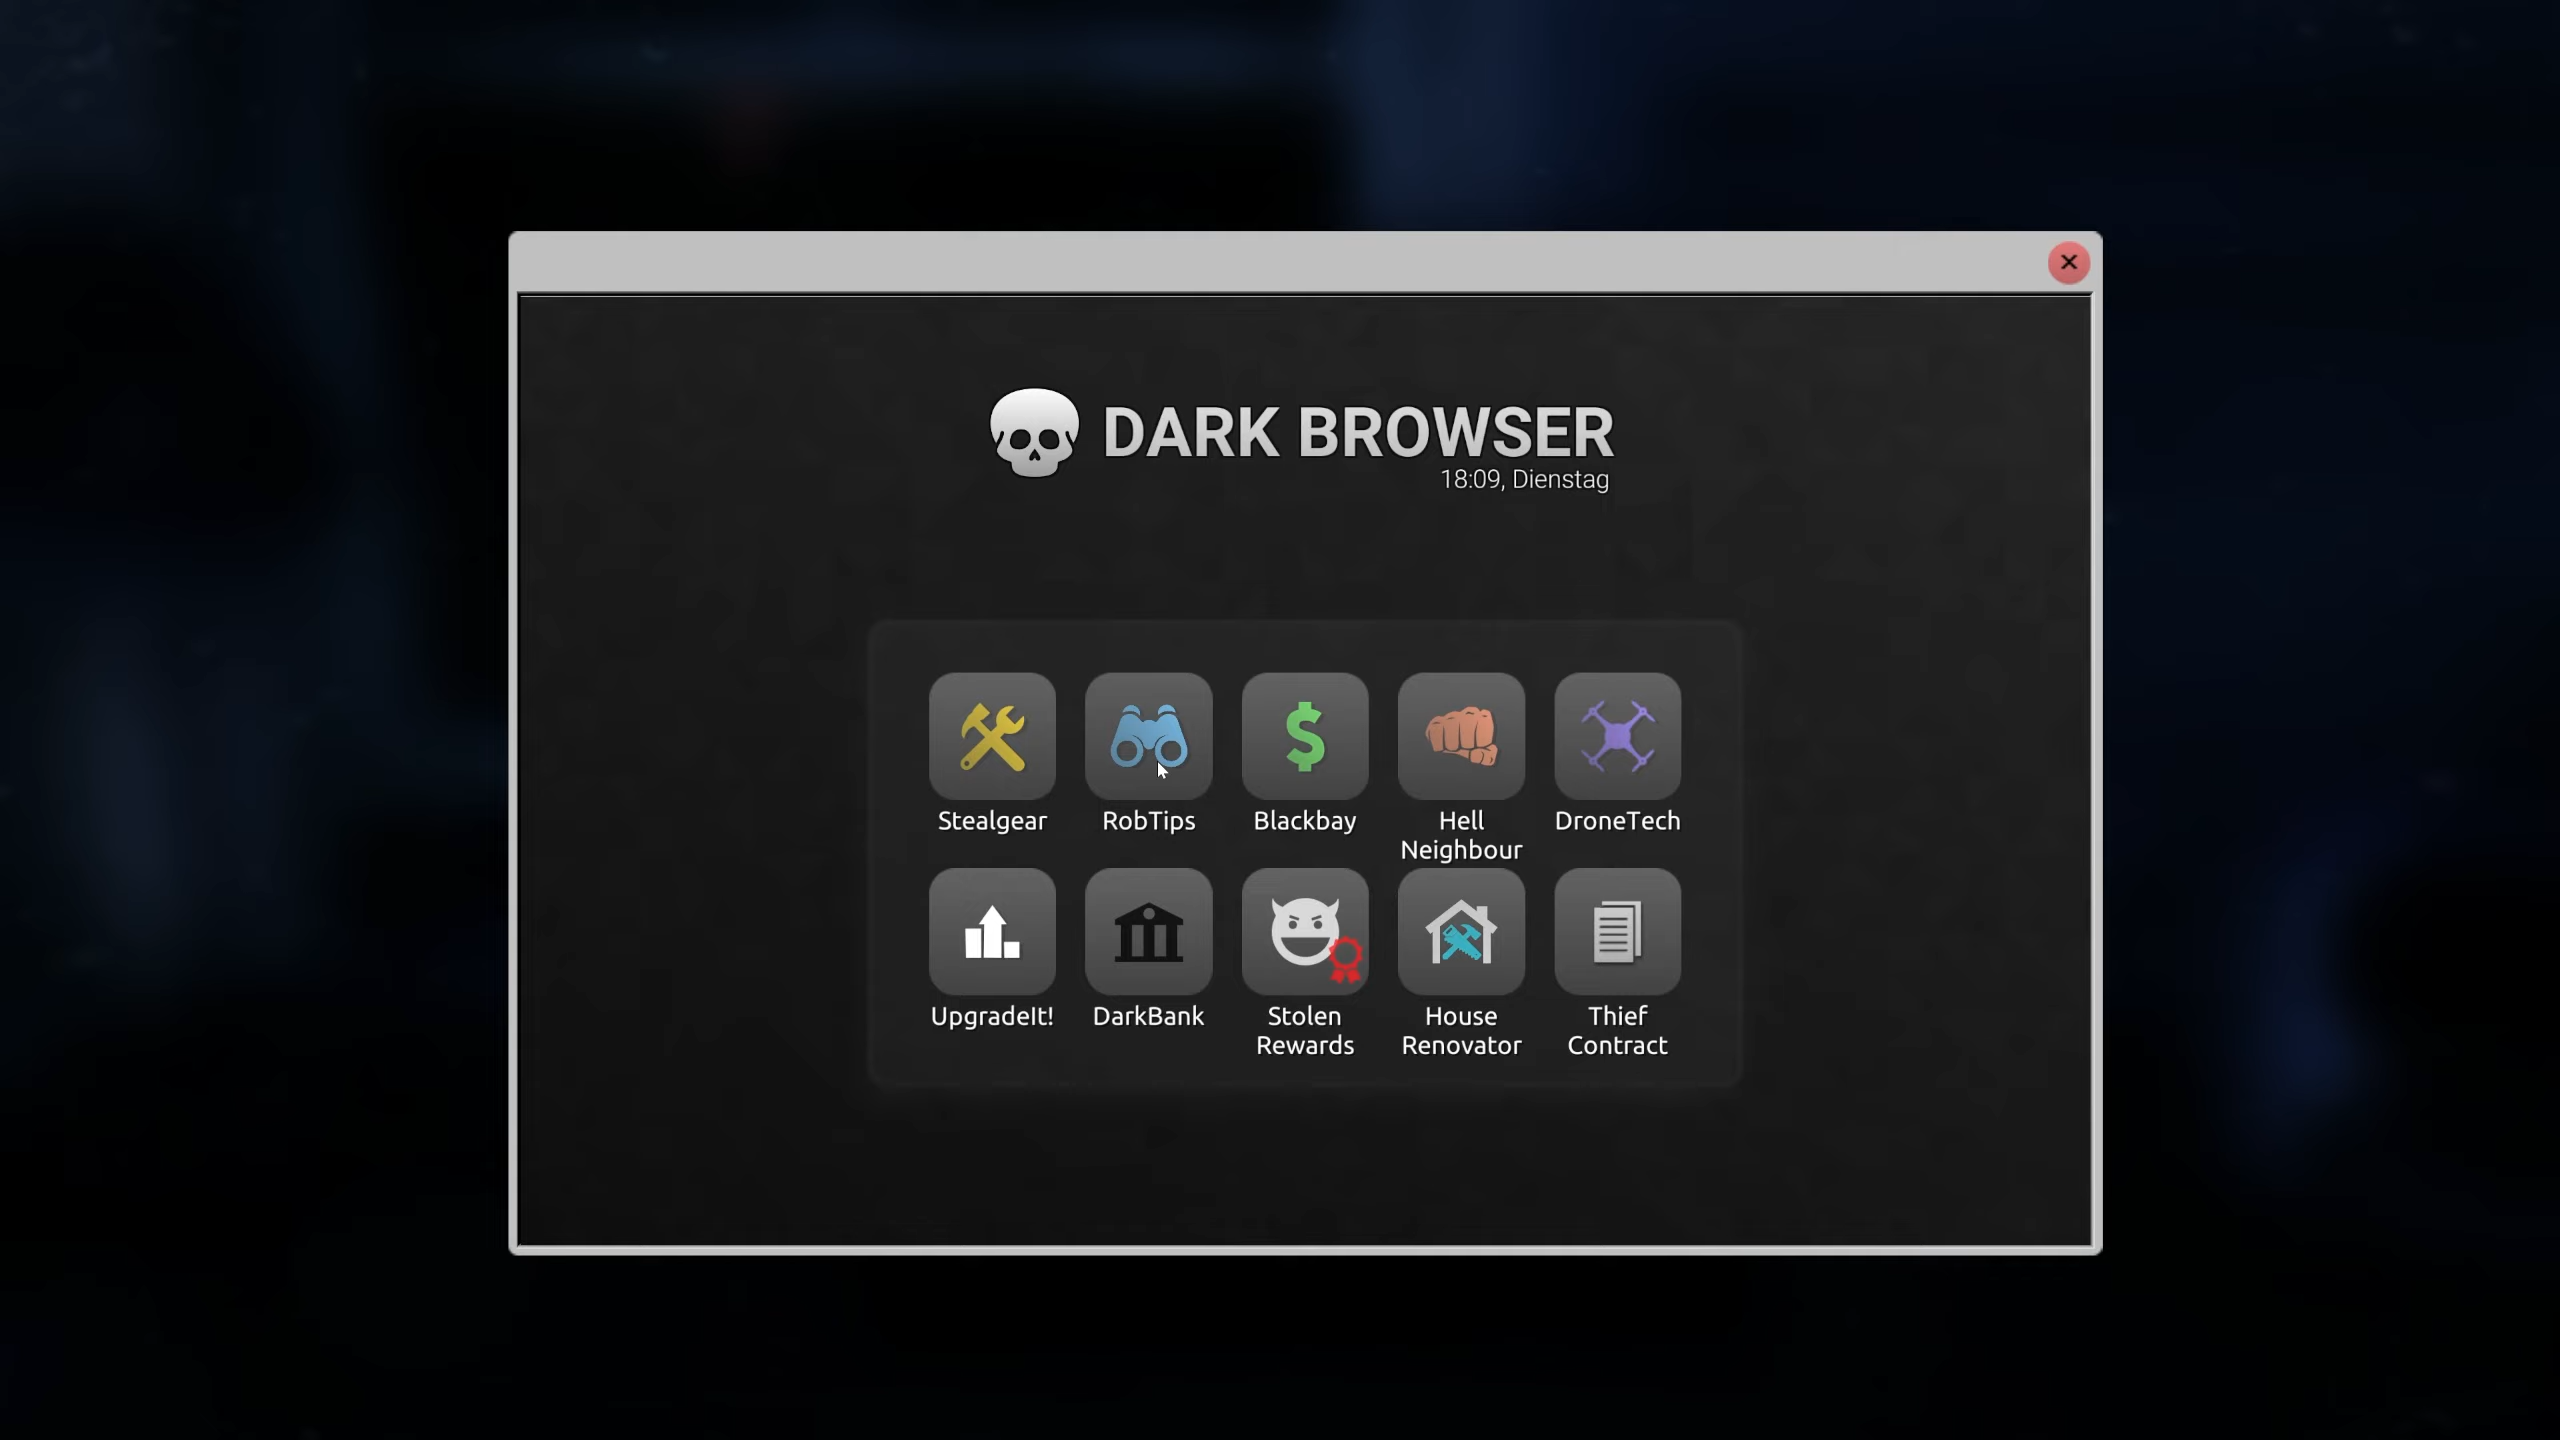 DARK BROWSER
18:09, Dienstag
Stealgear
RobTips
Blackbay
Hell
Neighbour
DroneTech
UpgradeIt!
DarkBank
Stolen
Rewards
House
Renovator
Thief
Contract